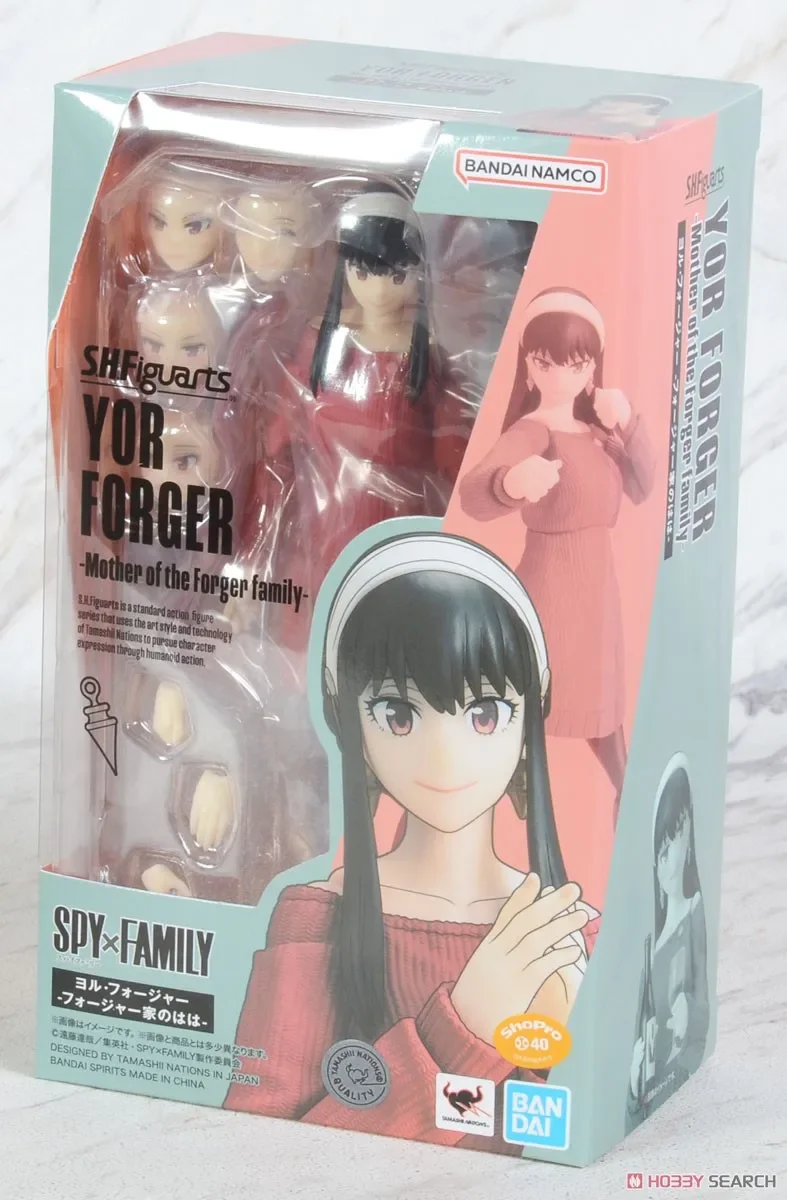 YOR FORGER
BANDAI NAMCO
S.H.Figuarts
YOR FORGER
-Mother of the Forger family-
ヨル・フォージャー -フォージャー家のはは-
S.H.Figuarts
YOR
FORGER
-Mother of the Forger family-
S.H.Figuarts is a standard action figure
series that uses the art style and technology
of Tamashii Nations to pursue character
expression through humanoid action.
SPY×FAMILY
ヨル・フォージャー
-フォージャー家のはは-
※画像はイメージです。※画像と商品とは多少異なります。
©遠藤達哉／集英社・SPY×FAMILY製作委員会
DESIGNED BY TAMASHII NATIONS IN JAPAN
BANDAI SPIRITS MADE IN CHINA
TAMASHII NATIONS
QUALITY
ShoPro
40
TAMASHII NATIONS
BAN
DAI
HOBBY SEARCH